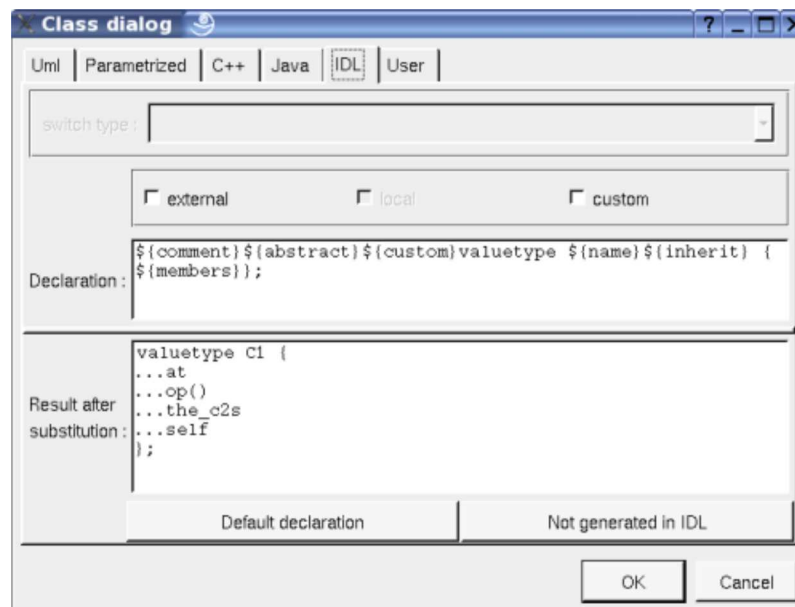 Class dialog
? _ X
Uml Parametrized C++ Java IDL User
switch type :
external local custom
Declaration :
${comment}${abstract}${custom}valuetype ${name}${inherit} {
${members}};
Result after
substitution :
valuetype C1 {
...at
...op()
...the_c2s
...self
};
Default declaration Not generated in IDL
OK Cancel